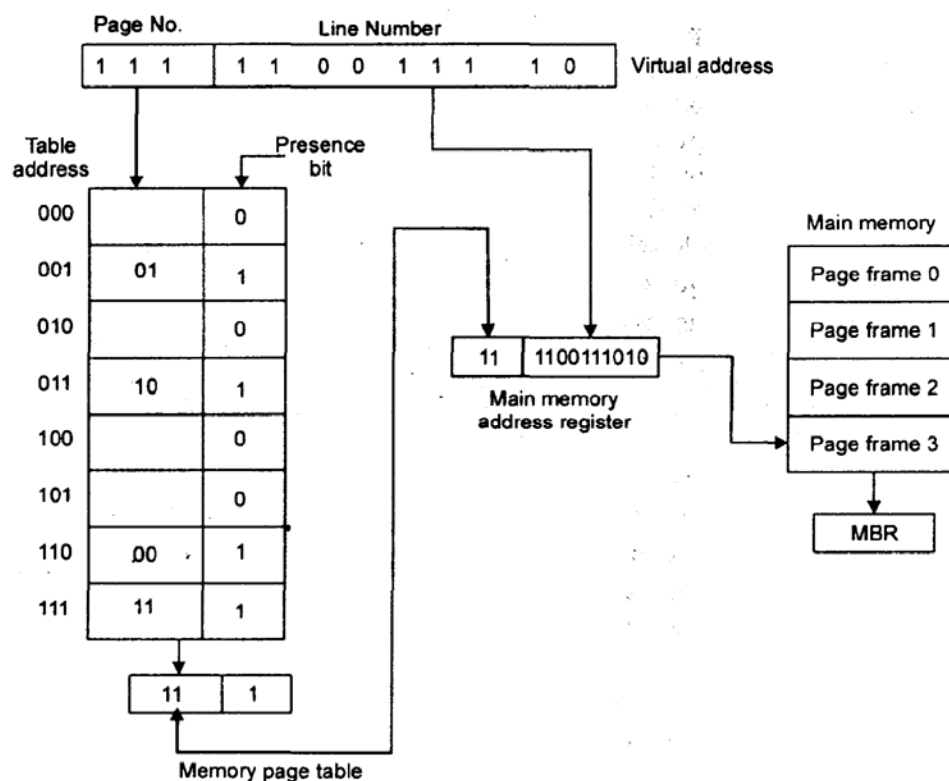 Page No. Line Number
1 1 1 1 1 0 0 1 1 1 1 0 Virtual address
Table address
Presence bit
000 0
001 01 1
010 0
011 10 1
100 0
101 0
110 00 1
111 11 1
11 1
Memory page table
11 1100111010
Main memory address register
Main memory
Page frame 0
Page frame 1
Page frame 2
Page frame 3
MBR